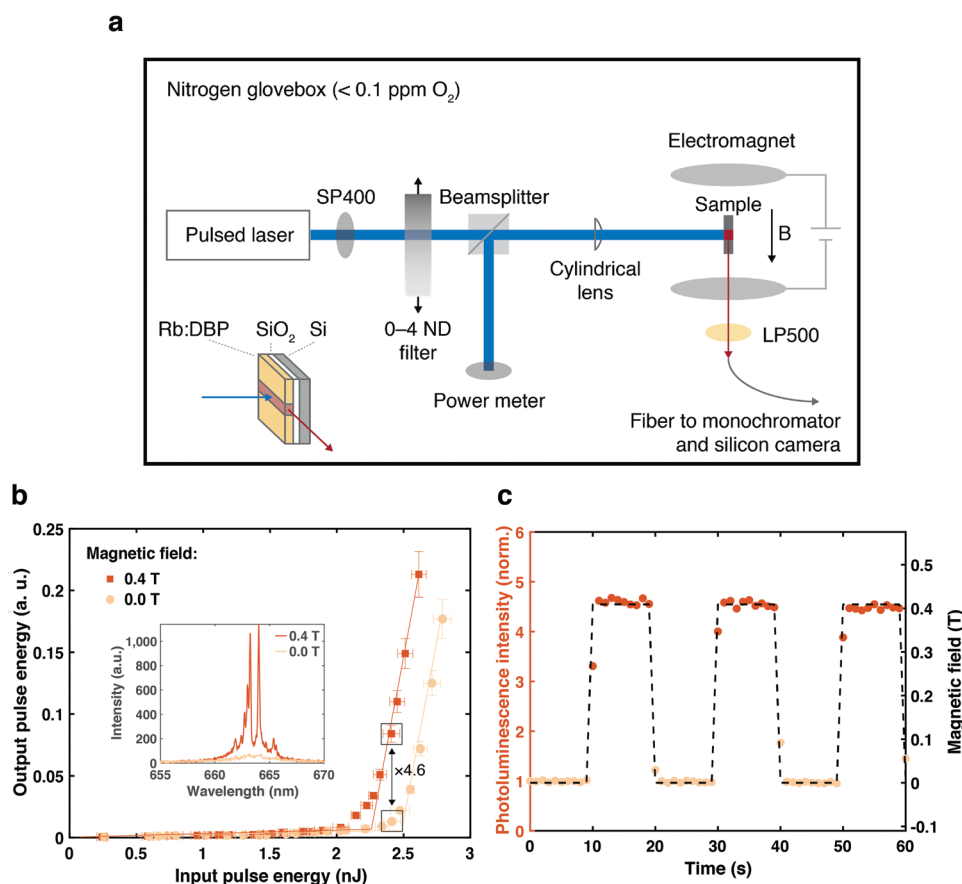 a
Nitrogen glovebox (< 0.1 ppm O2)
Electromagnet
SP400
Beamsplitter
Sample
Pulsed laser
B
Cylindrical
lens
Rb:DBP
SiO2
Si
0–4 ND
filter
LP500
Power meter
Fiber to monochromator
and silicon camera
b
0.25
0.2
0.15
0.1
0.05
0
Output pulse energy (a. u.)
Magnetic field:
0.4 T
0.0 T
1,000
800
600
400
200
0
Intensity (a.u.)
0.4 T
0.0 T
655
660
665
670
Wavelength (nm)
×4.6
0
0.5
1
1.5
2
2.5
3
Input pulse energy (nJ)
c
6
5
4
3
2
1
0
Photoluminescence intensity (norm.)
0.5
0.4
0.3
0.2
0.1
0
-0.1
Magnetic field (T)
0
10
20
30
40
50
60
Time (s)